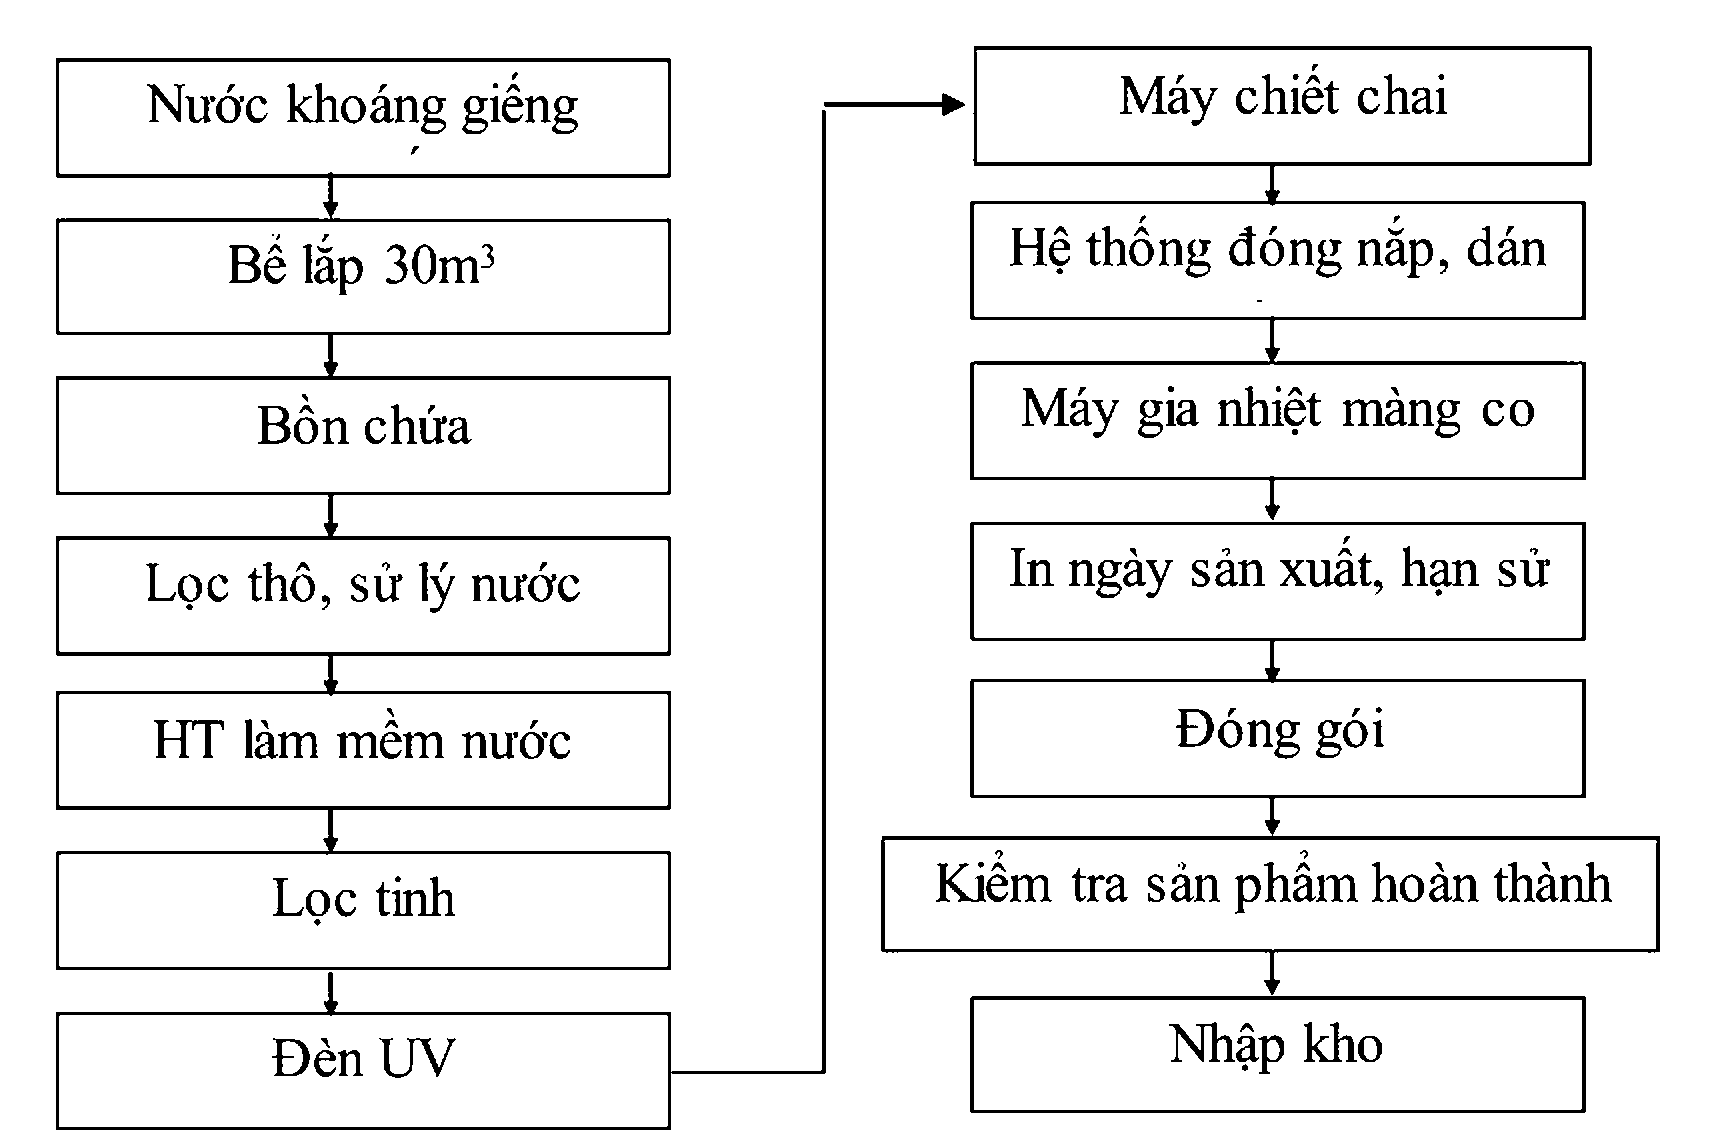 Nước khoáng giếng
Bể lắp 30m³
Bồn chứa
Lọc thô, sử lý nước
HT làm mềm nước
Lọc tinh
Đèn UV
Máy chiết chai
Hệ thống đóng nắp, dán
Máy gia nhiệt màng co
In ngày sản xuất, hạn sử
Đóng gói
Kiểm tra sản phẩm hoàn thành
Nhập kho